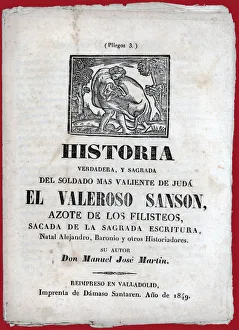 (Pliegos 3.)
HISTORIA
VERDADERA, Y SAGRADA
DEL SOLDADO MAS VALIENTE DE JUDÁ
EL VALEROSO SANSON,
AZOTE DE LOS FILISTEOS,
SACADA DE LA SAGRADA ESCRITURA,
Natal Alejandro, Baronio y otros Historiadores.
SU AUTOR
Don Manuel José Martin.
REIMPRESO EN VALLADOLID,
Imprenta de Dámaso Santaren. Año de 1849.